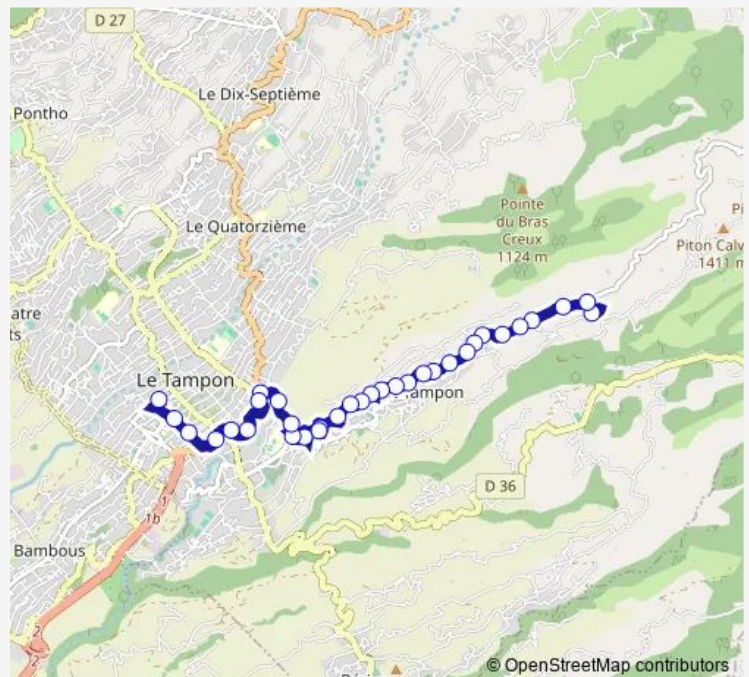 D 27
Le Dix-Septième
Pontho
Pointe
du Bras
Creux
1124 m
Le Quatorzième
Piton Calv
1411 m
atre
ts
Le Tampon
ampon
D 36
1
1b
Bambous
2
2
© OpenStreetMap contributors